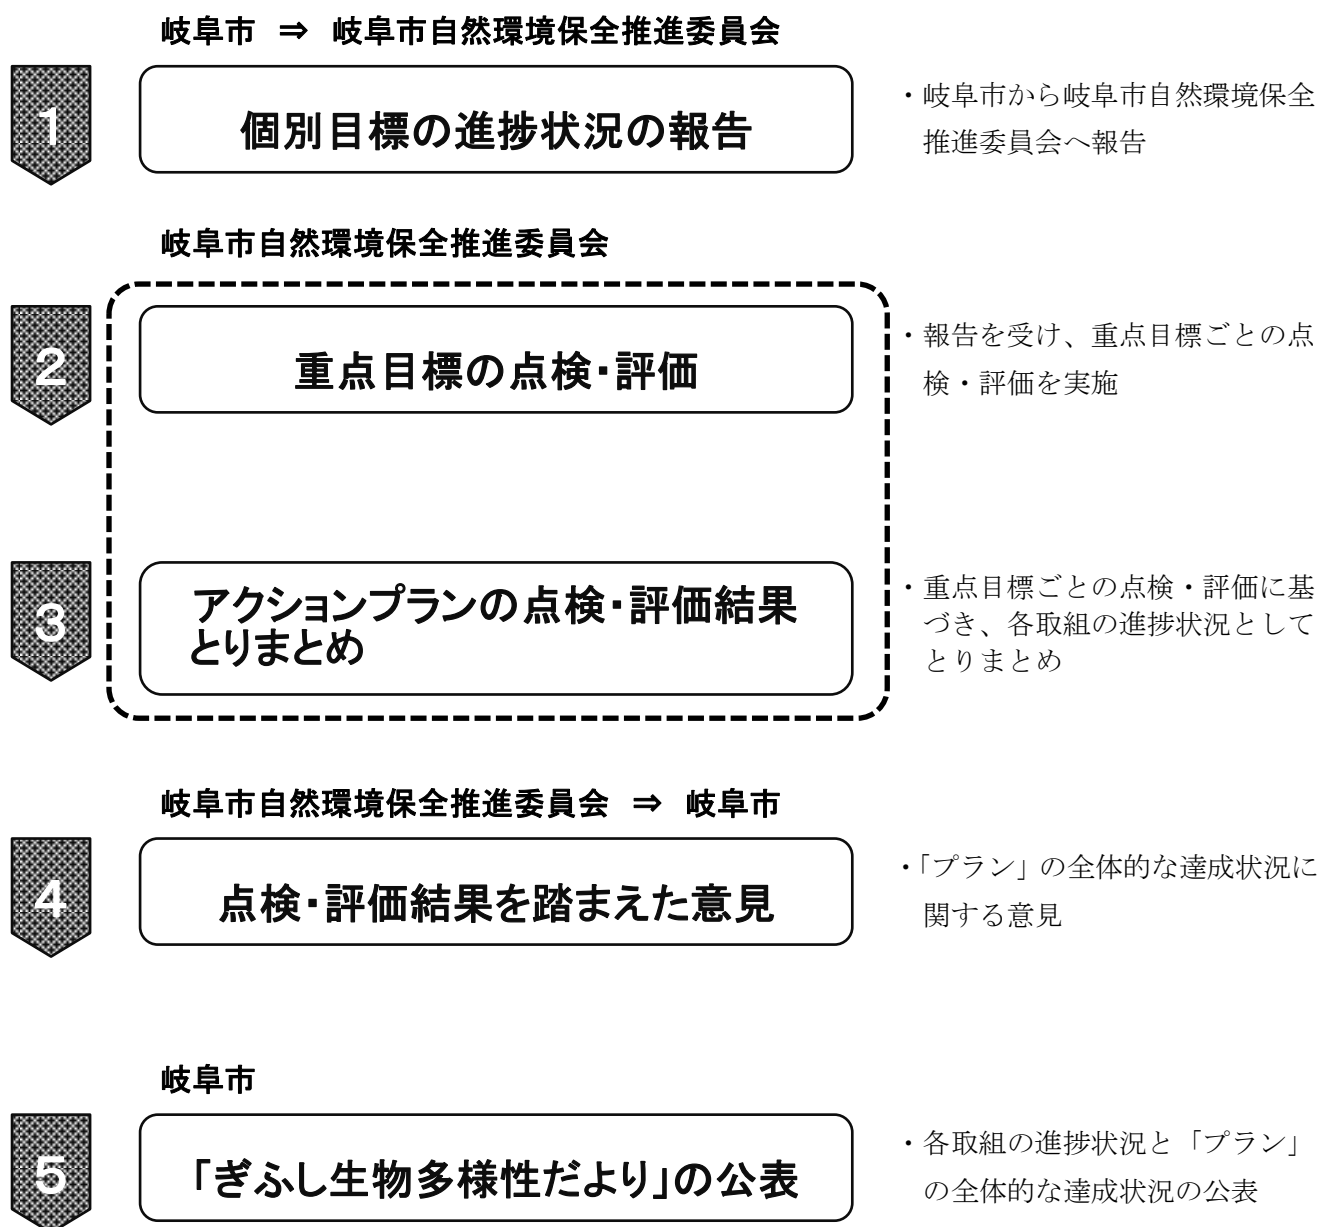 岐阜市 ⇒ 岐阜市自然環境保全推進委員会
1
個別目標の進捗状況の報告
・岐阜市から岐阜市自然環境保全
推進委員会へ報告
岐阜市自然環境保全推進委員会
2
重点目標の点検・評価
・報告を受け、重点目標ごとの点
検・評価を実施
3
アクションプランの点検・評価結果
とりまとめ
・重点目標ごとの点検・評価に基
づき、各取組の進捗状況として
とりまとめ
岐阜市自然環境保全推進委員会 ⇒ 岐阜市
4
点検・評価結果を踏まえた意見
・「プラン」の全体的な達成状況に
関する意見
岐阜市
5
「ぎふし生物多様性だより」の公表
・各取組の進捗状況と「プラン」
の全体的な達成状況の公表